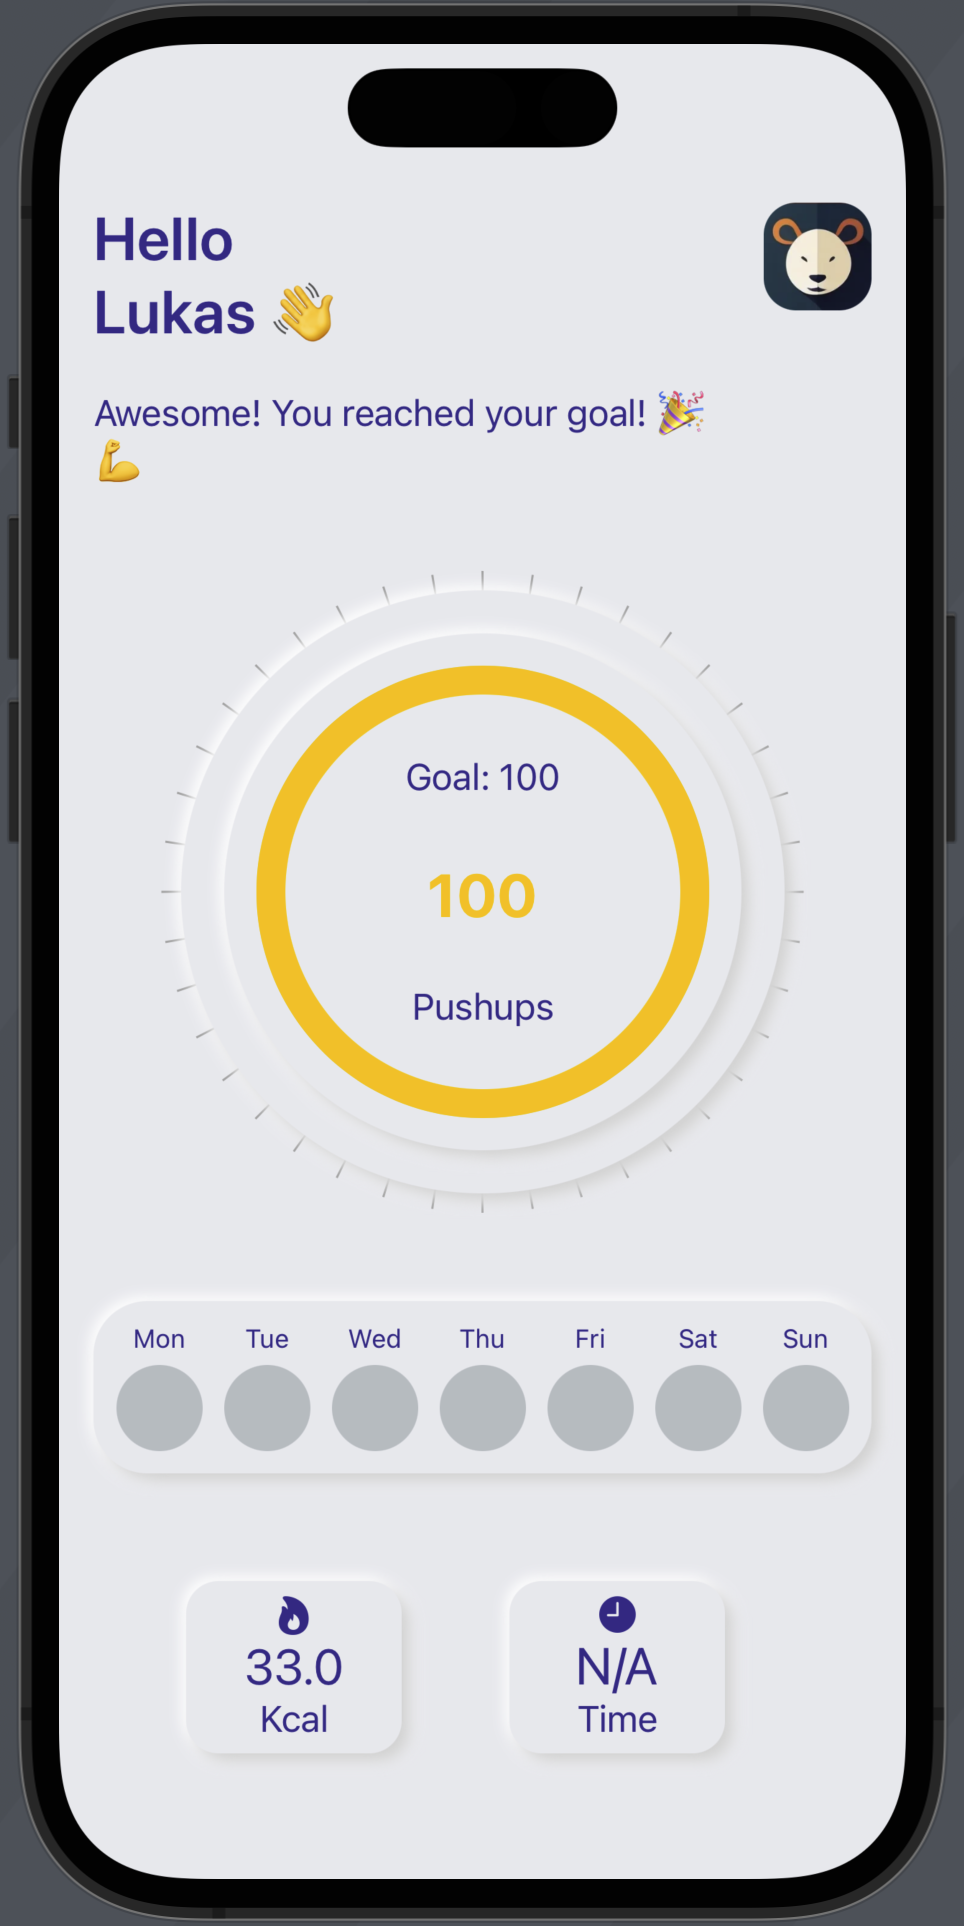 Hello
Lukas 👋
Awesome! You reached your goal! 🎉
💪
Goal: 100
100
Pushups
Mon Tue Wed Thu Fri Sat Sun
33.0
Kcal
N/A
Time